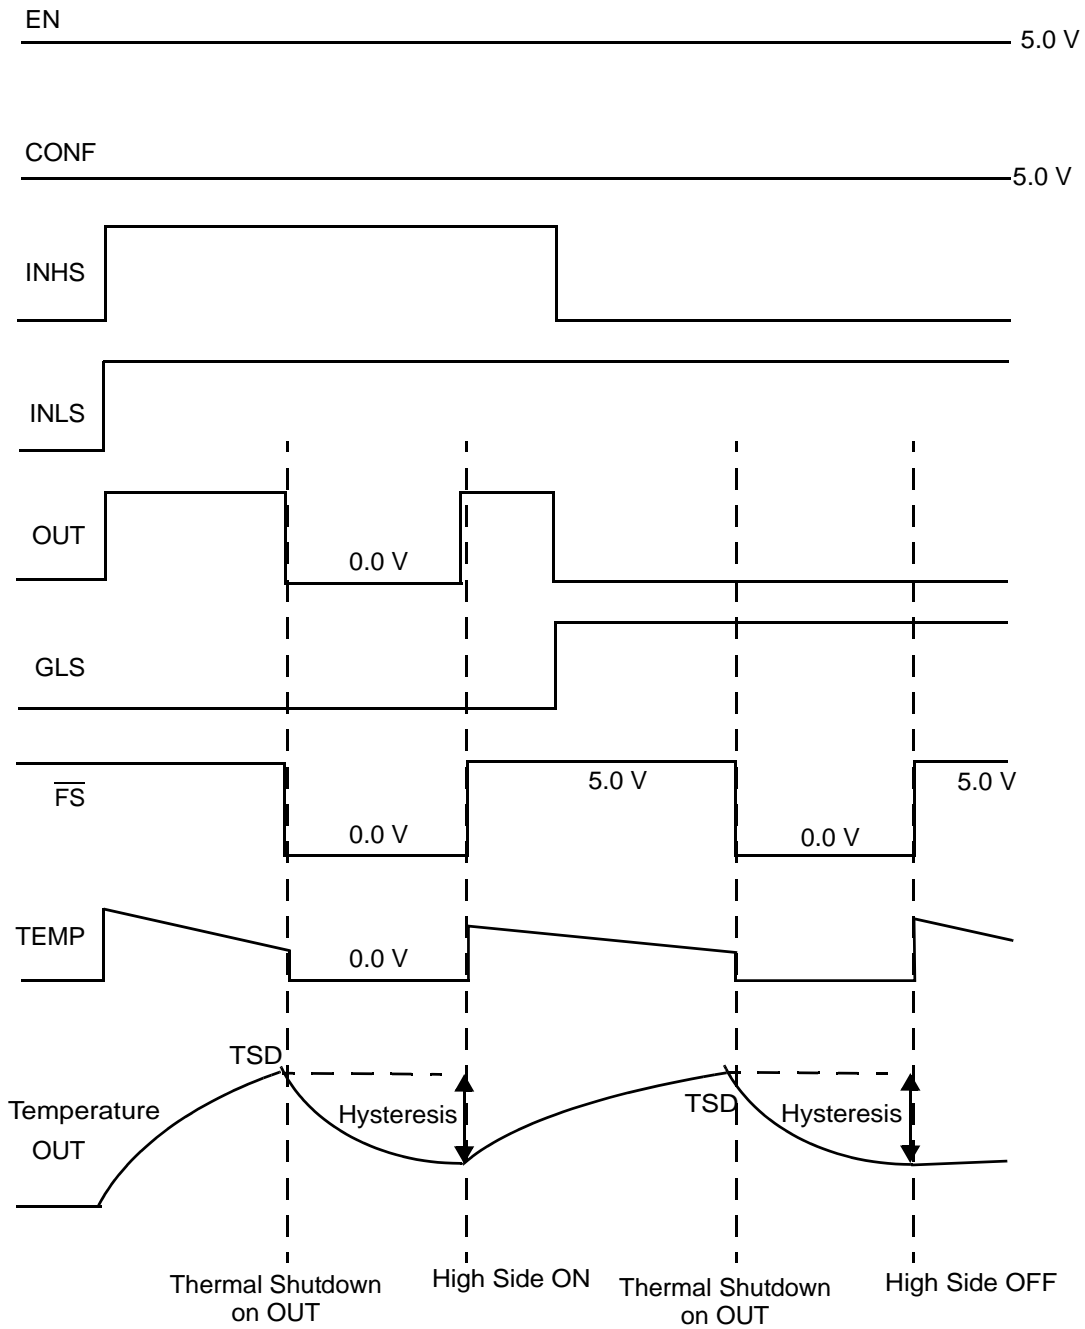 EN
5.0 V
CONF
5.0 V
INHS
INLS
OUT
0.0 V
GLS
FS
5.0 V
5.0 V
0.0 V
0.0 V
TEMP
0.0 V
TSD
Temperature
OUT
Hysteresis
TSD
Hysteresis
Thermal Shutdown
on OUT
High Side ON
Thermal Shutdown
on OUT
High Side OFF